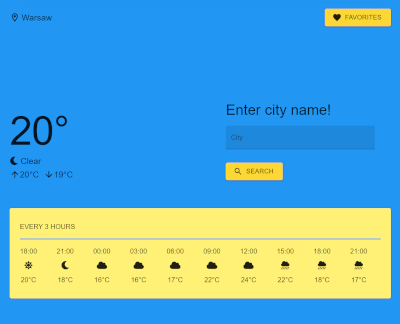 Warsaw
FAVORITES
20°
Clear
20°C 19°C
Enter city name!
City
SEARCH
EVERY 3 HOURS
18:00 21:00 00:00 03:00 06:00 09:00 12:00 15:00 18:00 21:00
20°C 18°C 16°C 16°C 17°C 22°C 24°C 22°C 18°C 17°C